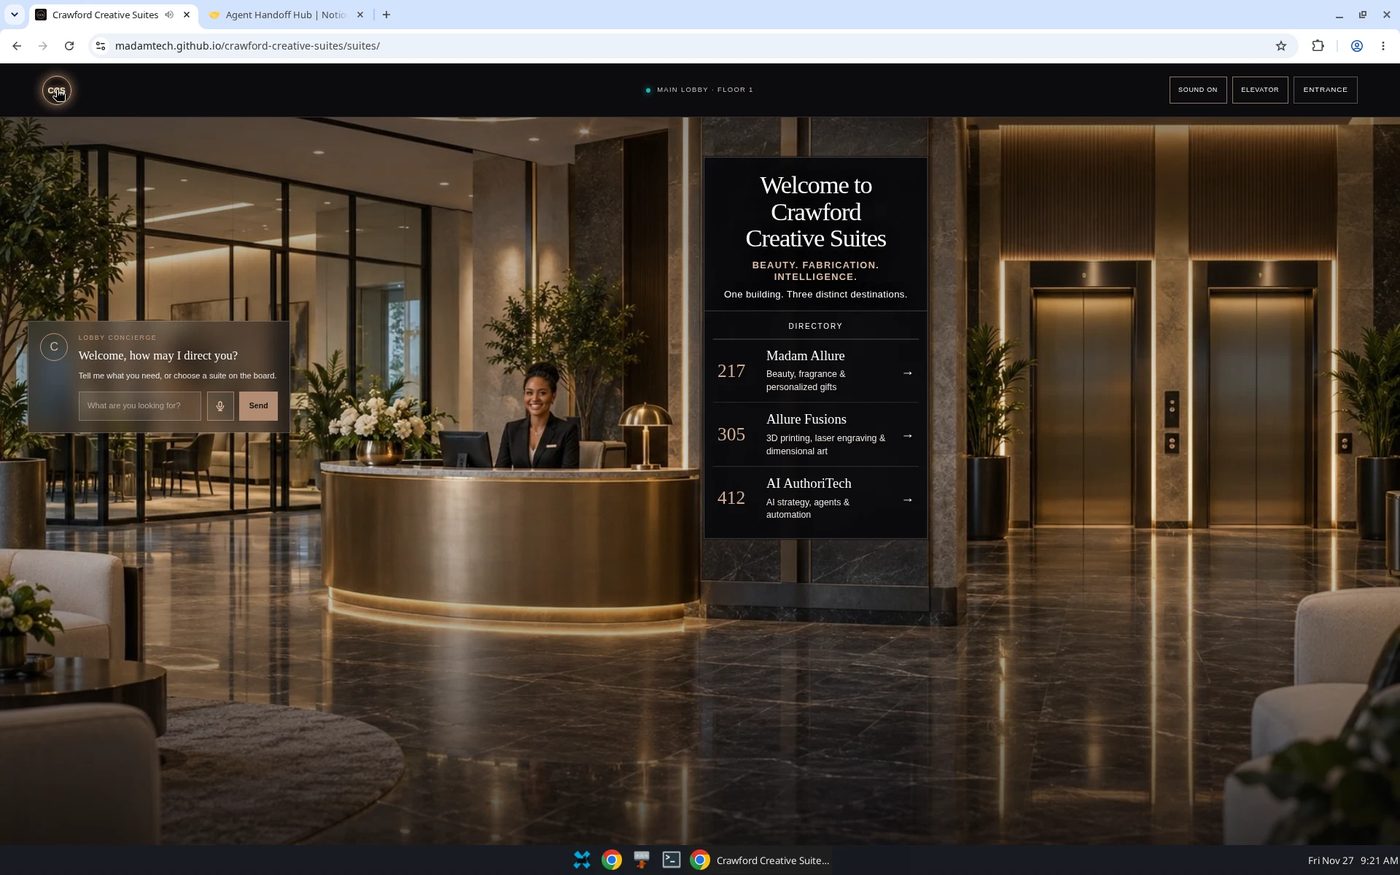 Crawford Creative Suites
Agent Handoff Hub | Notio
madamtech.github.io/crawford-creative-suites/suites/
MAIN LOBBY · FLOOR 1
SOUND ON
ELEVATOR
ENTRANCE
Welcome to
Crawford
Creative Suites
BEAUTY. FABRICATION.
INTELLIGENCE.
One building. Three distinct destinations.
DIRECTORY
217
Madam Allure
Beauty, fragrance &
personalized gifts
→
305
Allure Fusions
3D printing, laser engraving &
dimensional art
→
412
AI AuthoriTech
AI strategy, agents &
automation
→
C
LOBBY CONCIERGE
Welcome, how may I direct you?
Tell me what you need, or choose a suite on the board.
What are you looking for?
Send
Crawford Creative Suite...
Fri Nov 27 9:21 AM